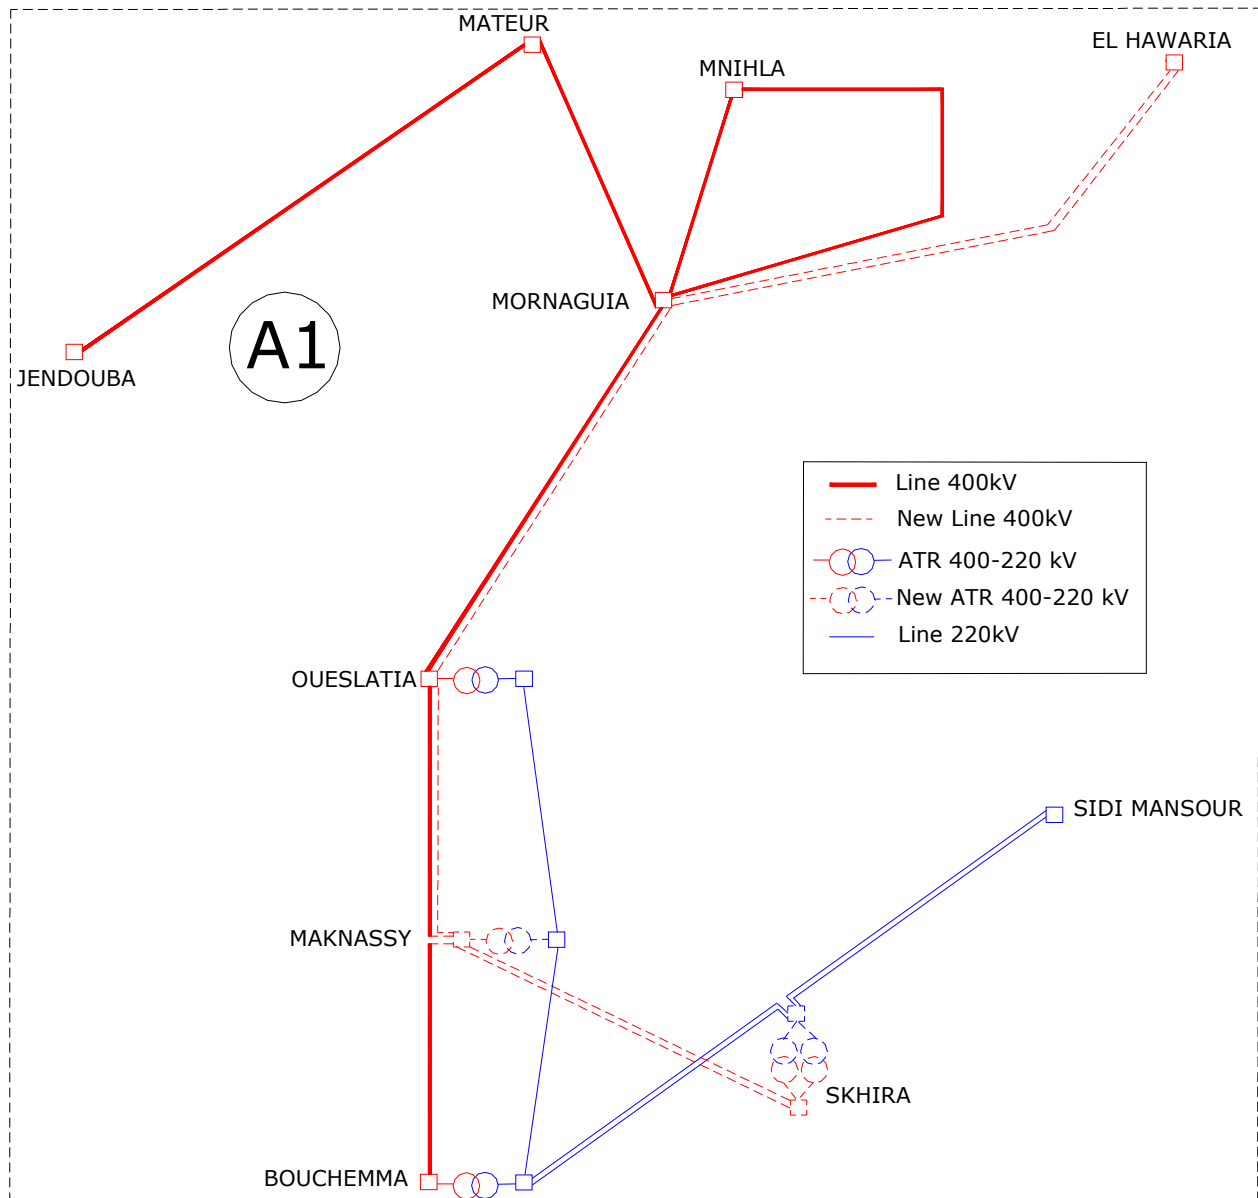 MATEUR
EL HAWARIA
MNIHLA
MORNAGUIA
A1
JENDOUBA
Line 400kV
New Line 400kV
ATR 400-220 kV
New ATR 400-220 kV
Line 220kV
OUESLATIA
SIDI MANSOUR
MAKNASSY
SKHIRA
BOUCHEMMA